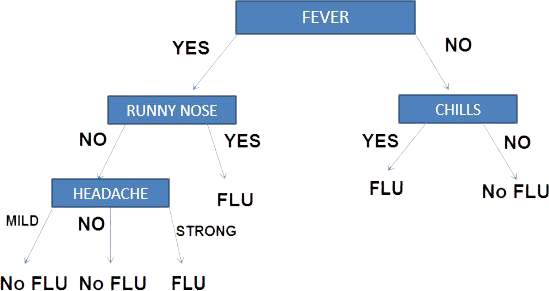 FEVER
YES
NO
RUNNY NOSE
CHILLS
NO
YES
YES
NO
HEADACHE
FLU
FLU
No FLU
MILD
NO
STRONG
No FLU
No FLU
FLU